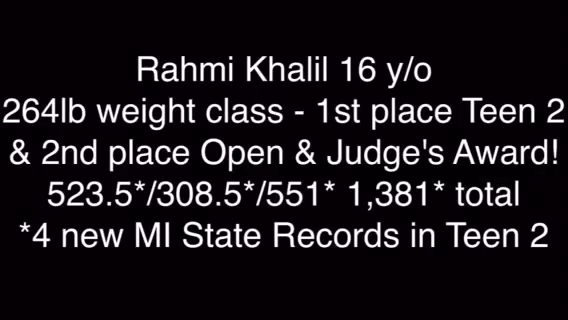 Rahmi Khalil 16 y/o
264lb weight class - 1st place Teen 2
& 2nd place Open & Judge's Award!
523.5*/308.5*/551* 1,381* total
*4 new MI State Records in Teen 2